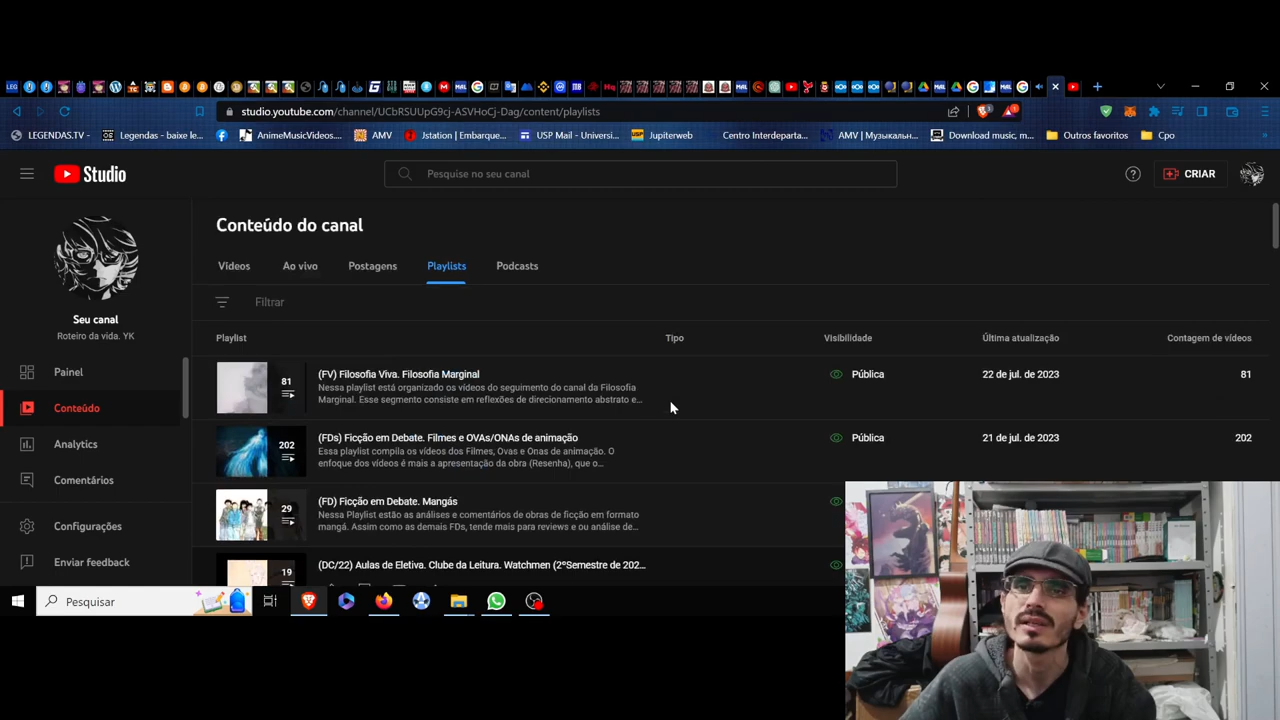 studio.youtube.com/channel/UCbRSUUpG9cj-ASVHoCj-Dag/content/playlists
LEGENDAS.TV -
Legendas - baixe le...
AnimeMusicVideos....
Jstation | Embarque...
USP Mail - Universi...
Jupiterweb
Centro Interdeparta...
AMV | Музыкальн...
Download music, m...
Outros favoritos
Cpo
Studio
Pesquise no seu canal
CRIAR
Conteúdo do canal
Vídeos
Ao vivo
Postagens
Playlists
Podcasts
Filtrar
Seu canal
Roteiro da vida. YK
Painel
Conteúdo
Analytics
Comentários
Configurações
Enviar feedback
Playlist
Tipo
Visibilidade
Última atualização
Contagem de vídeos
81
(FV) Filosofia Viva. Filosofia Marginal
Nessa playlist está organizado os vídeos do seguimento do canal da Filosofia
Marginal. Esse segmento consiste em reflexões de direcionamento abstrato e...
Pública
22 de jul. de 2023
81
202
(FDs) Ficção em Debate. Filmes e OVAs/ONAs de animação
Essa playlist compila os vídeos dos Filmes, Ovas e Onas de animação. O
enfoque dos vídeos é mais a apresentação da obra (Resenha), que o...
Pública
21 de jul. de 2023
202
29
(FD) Ficção em Debate. Mangás
Nessa Playlist estão as análises e comentários de obras de ficção em formato
mangá. Assim como as demais FDs, tende mais para reviews e ou análise de...
19
(DC/22) Aulas de Eletiva. Clube da Leitura. Watchmen (2ºSemestre de 202...
Pesquisar